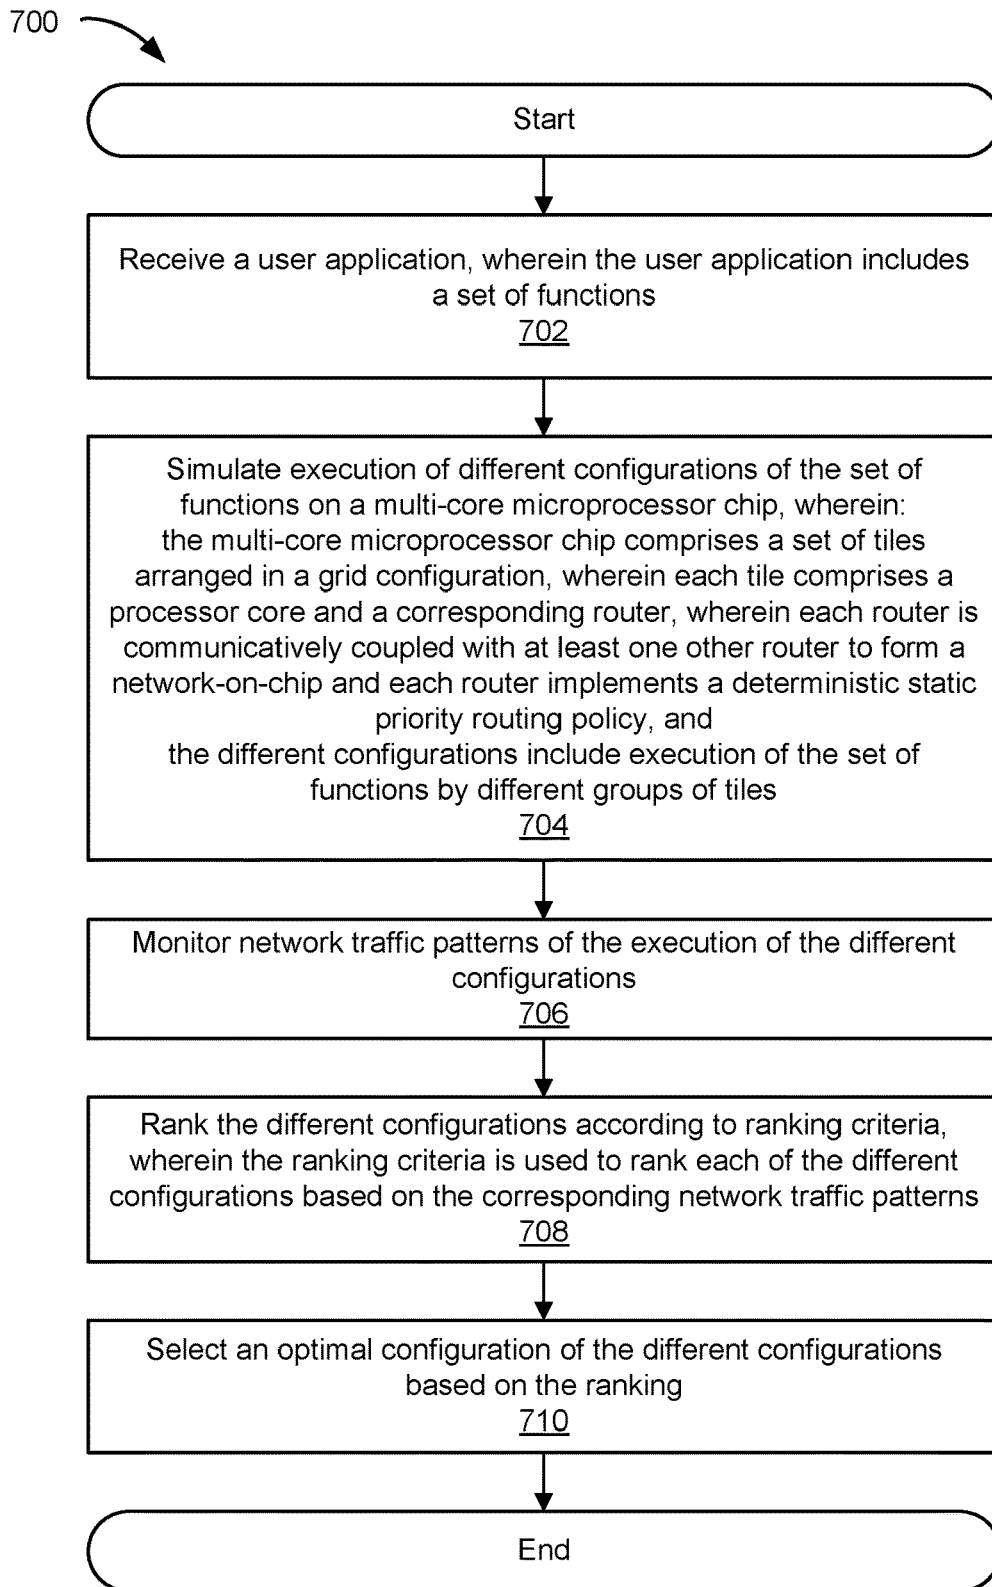 700
Start
Receive a user application, wherein the user application includes
a set of functions
702
Simulate execution of different configurations of the set of
functions on a multi-core microprocessor chip, wherein:
the multi-core microprocessor chip comprises a set of tiles
arranged in a grid configuration, wherein each tile comprises a
processor core and a corresponding router, wherein each router is
communicatively coupled with at least one other router to form a
network-on-chip and each router implements a deterministic static
priority routing policy, and
the different configurations include execution of the set of
functions by different groups of tiles
704
Monitor network traffic patterns of the execution of the different
configurations
706
Rank the different configurations according to ranking criteria,
wherein the ranking criteria is used to rank each of the different
configurations based on the corresponding network traffic patterns
708
Select an optimal configuration of the different configurations
based on the ranking
710
End